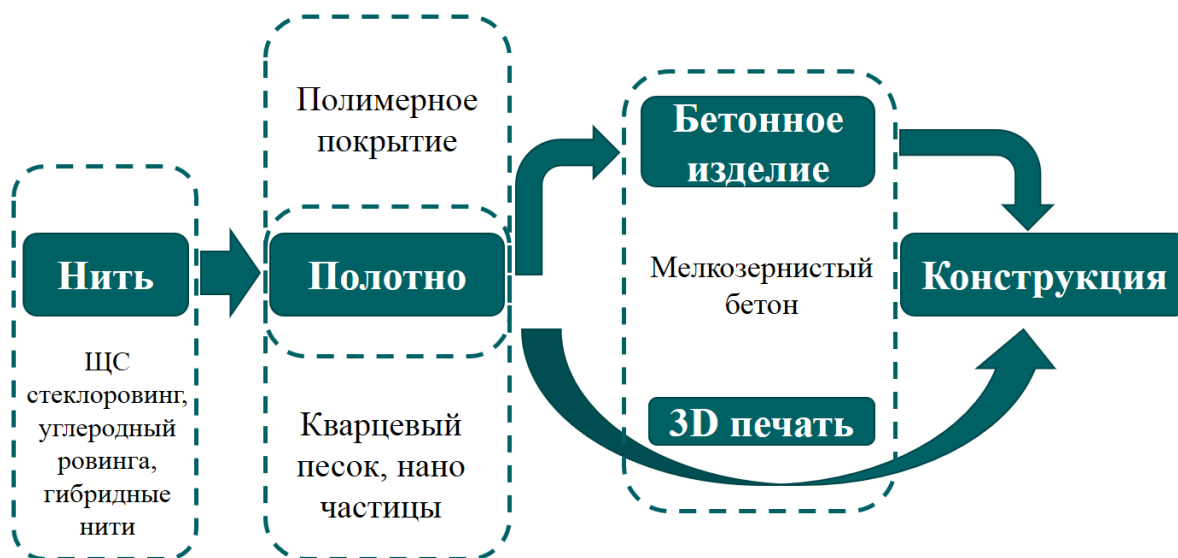 Нить
ЩС
стеклоровинг,
углеродный
ровинга,
гибридные
нити
Полимерное
покрытие
Полотно
Кварцевый
песок, нано
частицы
Бетонное
изделие
Мелкозернистый
бетон
3D печать
Конструкция